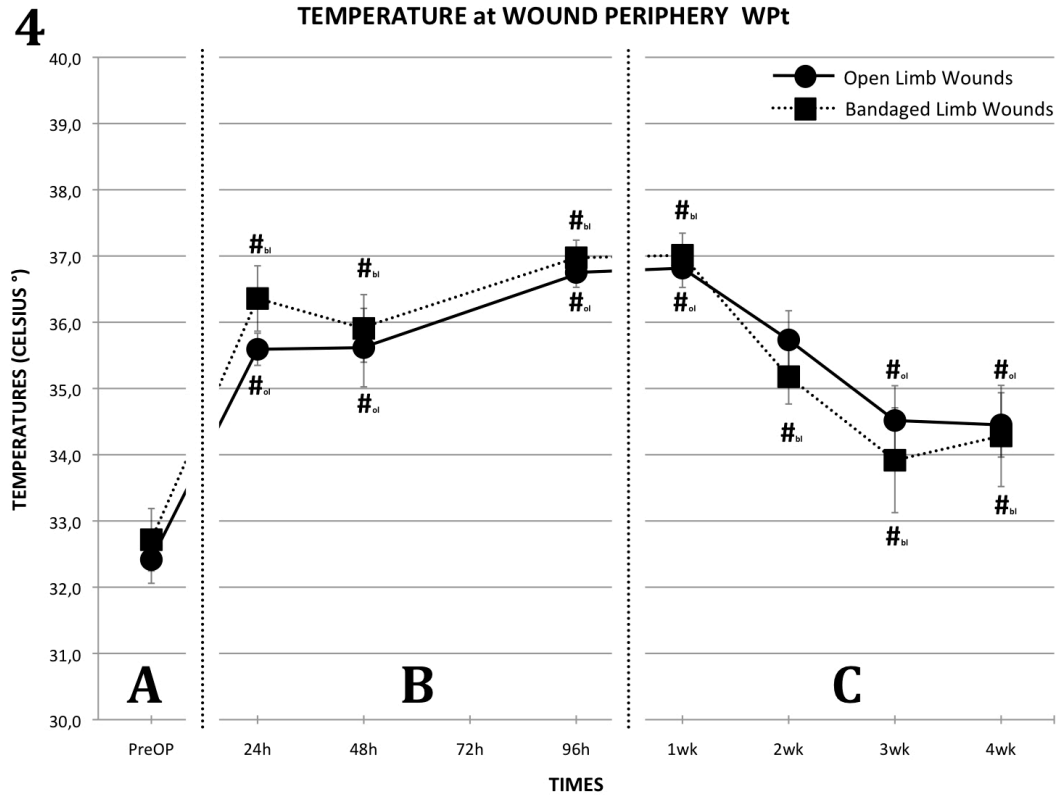 4
TEMPERATURE at WOUND PERIPHERY WPt
Open Limb Wounds
Bandaged Limb Wounds
TEMPERATURES (CELSIUS °)
40,0
39,0
38,0
37,0
36,0
35,0
34,0
33,0
32,0
31,0
30,0
#bl
#bl
#bl
#bl
#ol
#ol
#ol
#ol
#bl
#ol
#ol
#bl
#bl
A
B
C
PreOP 24h 48h 72h 96h 1wk 2wk 3wk 4wk
TIMES